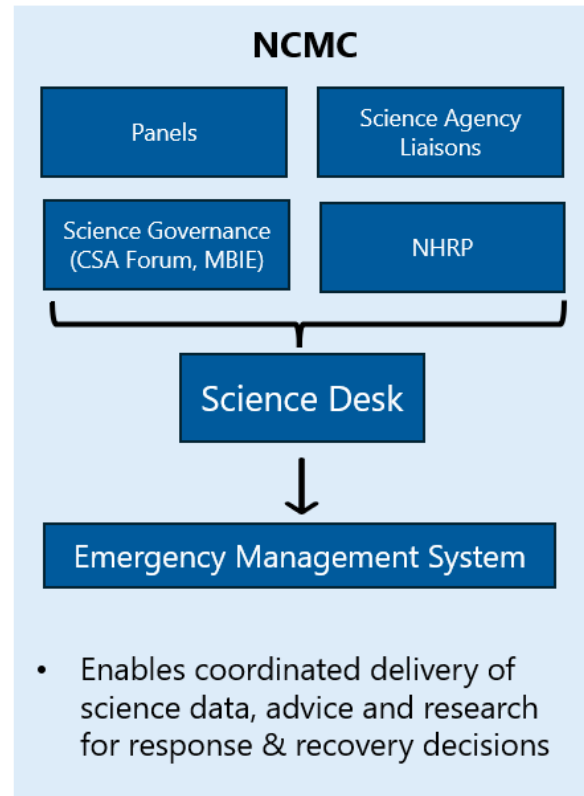 NCMC
Panels
Science Agency
Liaisons
Science Governance
(CSA Forum, MBIE)
NHRP
Science Desk
Emergency Management System
• Enables coordinated delivery of
science data, advice and research
for response & recovery decisions